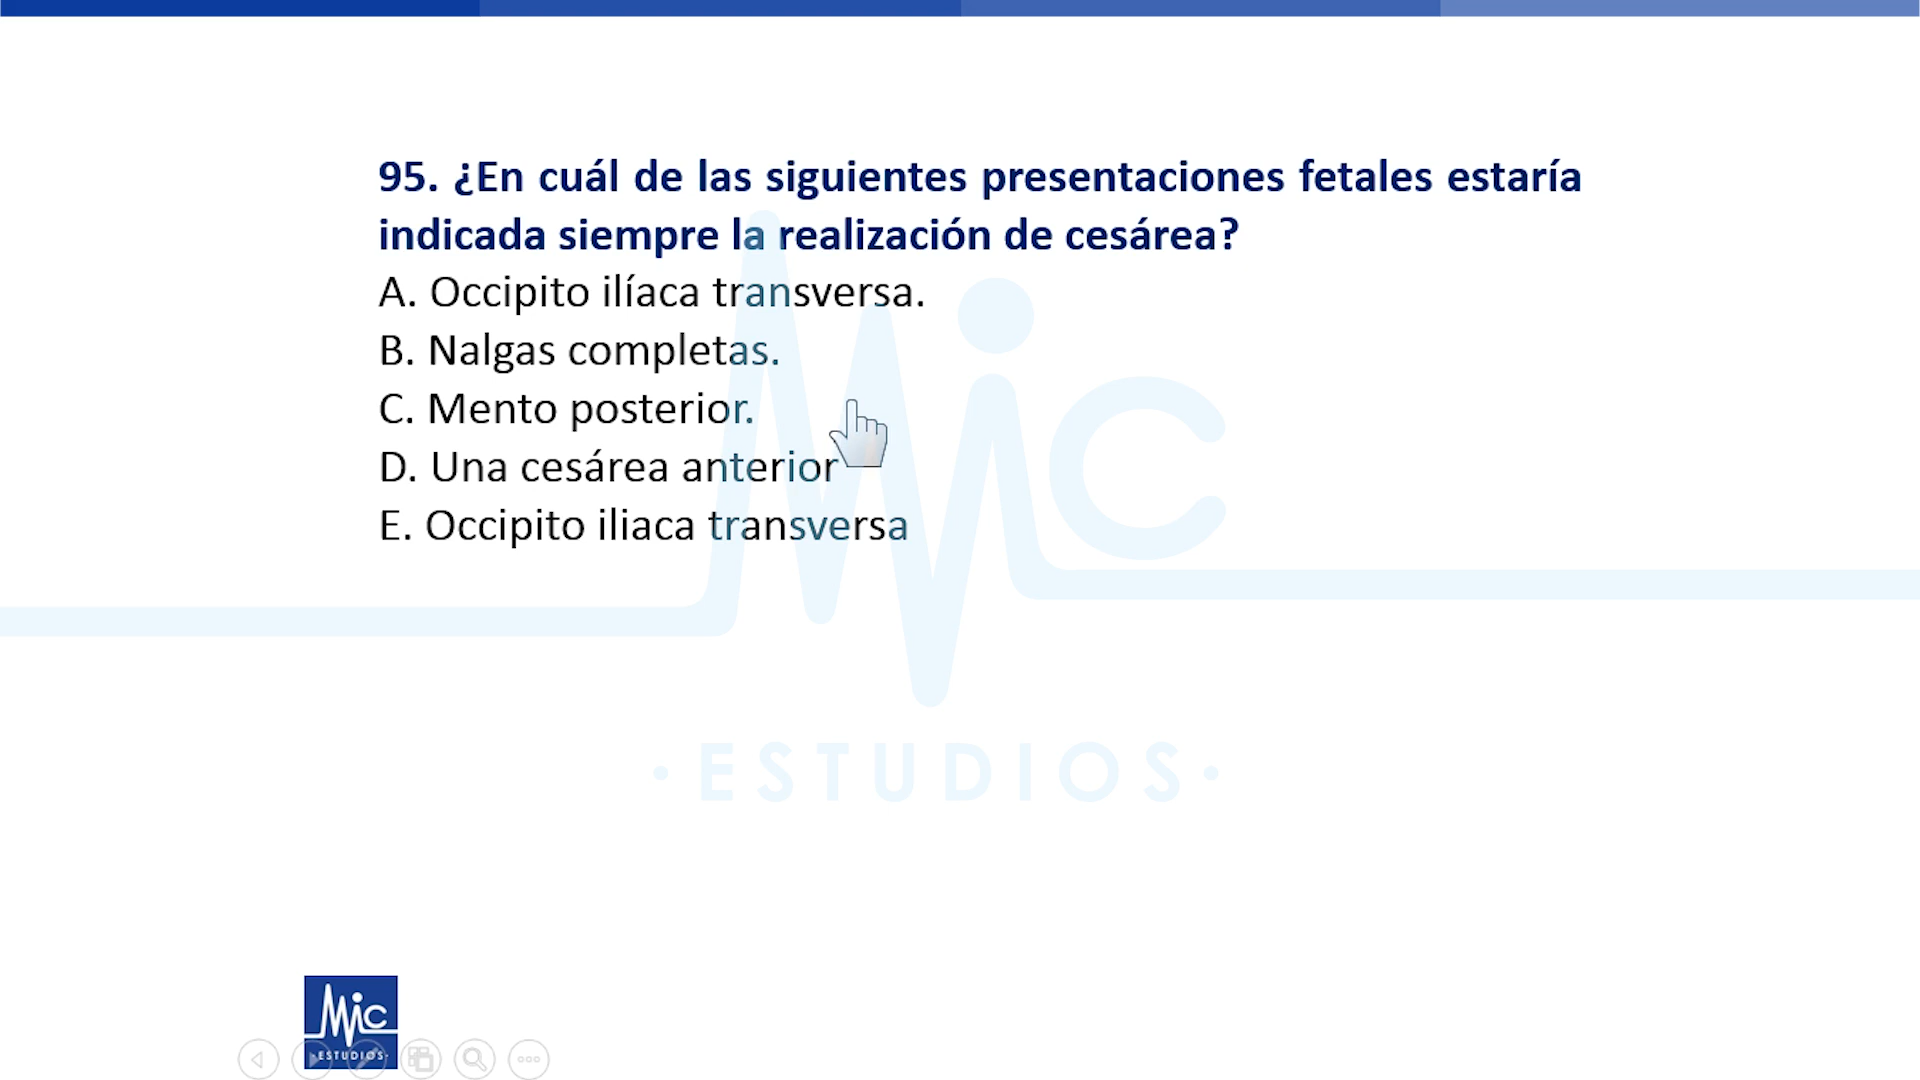 95. ¿En cuál de las siguientes presentaciones fetales estaría
indicada siempre la realización de cesárea?
A. Occipito ilíaca transversa.
B. Nalgas completas.
C. Mento posterior.
D. Una cesárea anterior
E. Occipito iliaca transversa
Mic
·ESTUDIOS·
Mic
·ESTUDIOS·